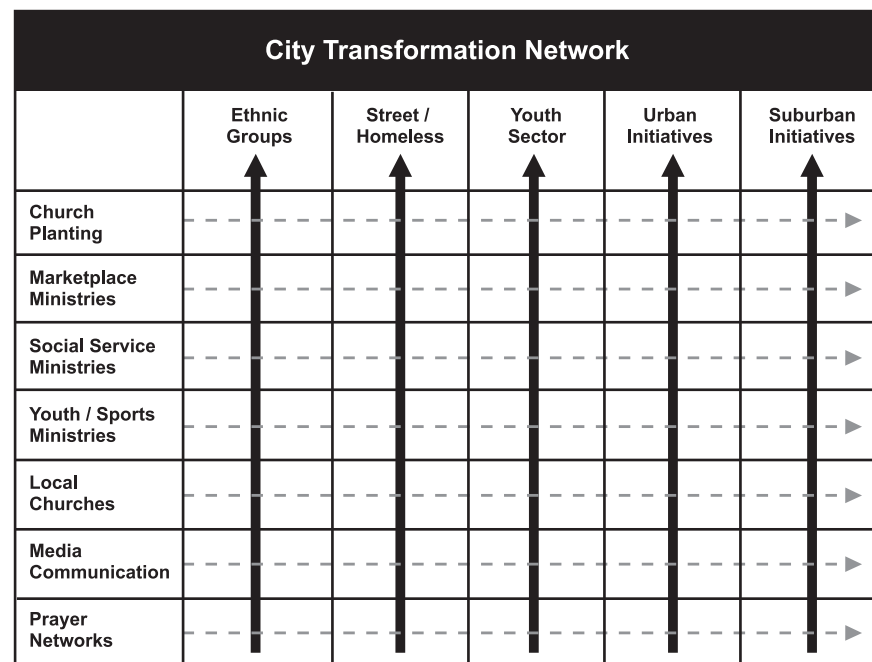 City Transformation Network
Ethnic
Groups
Street /
Homeless
Youth
Sector
Urban
Initiatives
Suburban
Initiatives
Church
Planting
Marketplace
Ministries
Social Service
Ministries
Youth / Sports
Ministries
Local
Churches
Media
Communication
Prayer
Networks